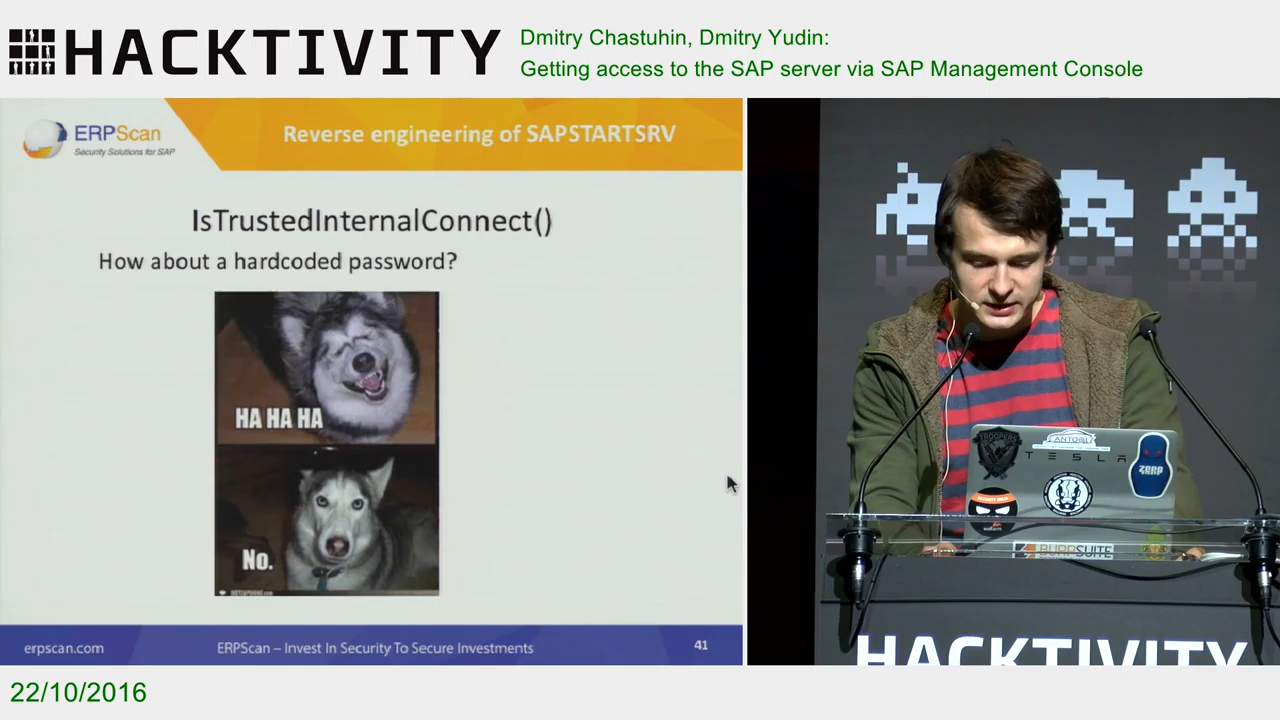 HACKTIVITY
Dmitry Chastuhin, Dmitry Yudin:
Getting access to the SAP server via SAP Management Console
ERPScan
Security Solutions for SAP
Reverse engineering of SAPSTARTSRV
IsTrustedInternalConnect()
How about a hardcoded password?
HA HA HA
No.
erpscan.com
ERPScan – Invest In Security To Secure Investments
41
TROOPERS
TESLA
BURPSUITE
HACKTIVITY
22/10/2016